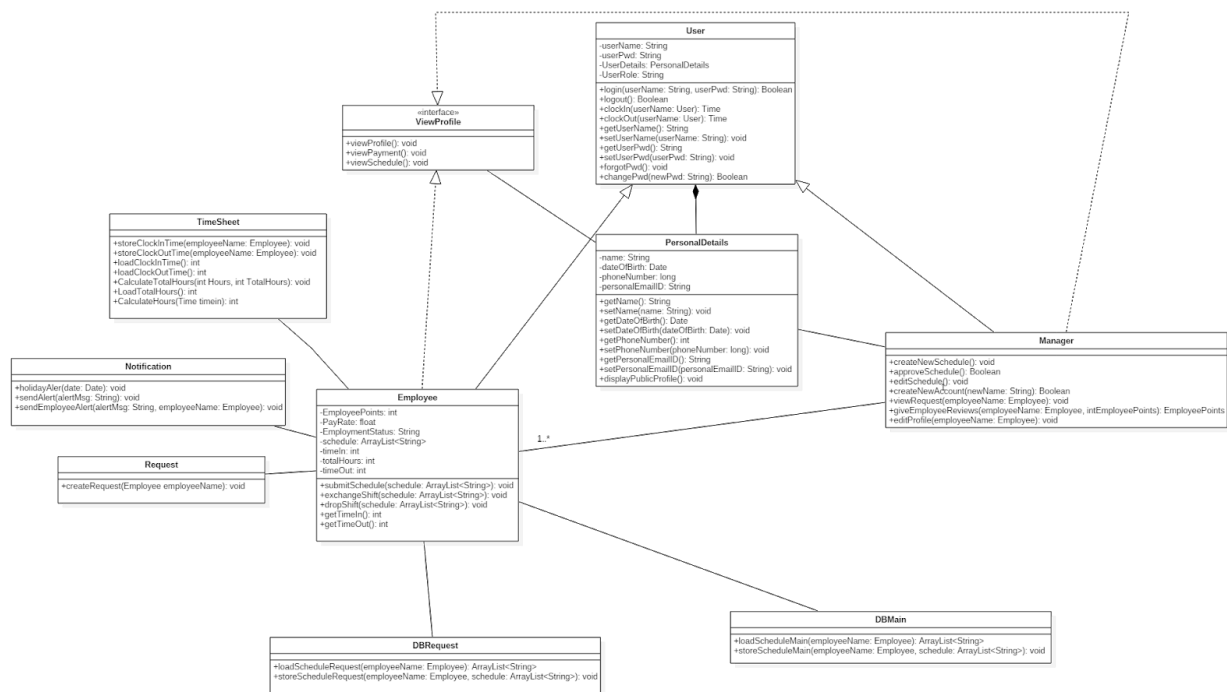 User
-userName: String
-userPwd: String
-UserDetails: PersonalDetails
-UserRole: String
+login(userName: String, userPwd: String): Boolean
+logout(): Boolean
+clockIn(userName: User): Time
+clockOut(userName: User): Time
+getUserName(): String
+setUserName(userName: String): void
+getUserPwd(): String
+setUserPwd(userPwd: String): void
+forgotPwd(): void
+changePwd(newPwd: String): Boolean
«interface»
ViewProfile
+viewProfile(): void
+viewPayment(): void
+viewSchedule(): void
TimeSheet
+storeClockInTime(employeeName: Employee): void
+storeClockOutTime(employeeName: Employee): void
+loadClockInTime(): int
+loadClockOutTime(): int
+CalculateTotalHours(int Hours, int TotalHours): void
+LoadTotalHours(): int
+CalculateHours(Time timein): int
PersonalDetails
-name: String
-dateOfBirth: Date
-phoneNumber: long
-personalEmailID: String
+getName(): String
+setName(name: String): void
+getDateOfBirth(): Date
+setDateOfBirth(dateOfBirth: Date): void
+getPhoneNumber(): int
+setPhoneNumber(phoneNumber: long): void
+getPersonalEmailID(): String
+setPersonalEmailID(personalEmailID: String): void
+displayPublicProfile(): void
Manager
+createNewSchedule(): void
+approveSchedule(): Boolean
+editSchedule(): void
+createNewAccount(newName: String): Boolean
+viewRequest(employeeName: Employee): void
+giveEmployeeReviews(employeeName: Employee, intEmployeePoints): EmployeePoints
+editProfile(employeeName: Employee): void
Notification
+holidayAler(date: Date): void
+sendAlert(alertMsg: String): void
+sendEmployeeAlert(alertMsg: String, employeeName: Employee): void
Employee
-EmployeePoints: int
-PayRate: float
-EmploymentStatus: String
-schedule: ArrayList<String>
-timeIn: int
-totalHours: int
-timeOut: int
+submitSchedule(schedule: ArrayList<String>): void
+exchangeShift(schedule: ArrayList<String>): void
+dropShift(schedule: ArrayList<String>): void
+getTimeIn(): int
+getTimeOut(): int
1..*
Request
+createRequest(Employee employeeName): void
DBMain
+loadScheduleMain(employeeName: Employee): ArrayList<String>
+storeScheduleMain(employeeName: Employee, schedule: ArrayList<String>): void
DBRequest
+loadScheduleRequest(employeeName: Employee): ArrayList<String>
+storeScheduleRequest(employeeName: Employee, schedule: ArrayList<String>): void